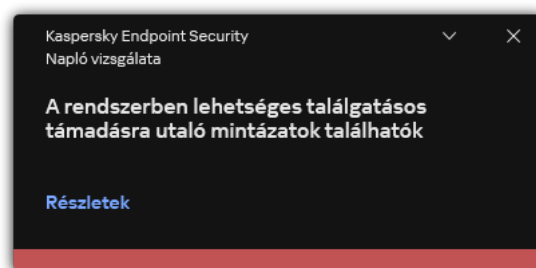 Kaspersky Endpoint Security
Napló vizsgálata
A rendszerben lehetséges találgatásos
támadásra utaló mintázatok találhatók
Részletek